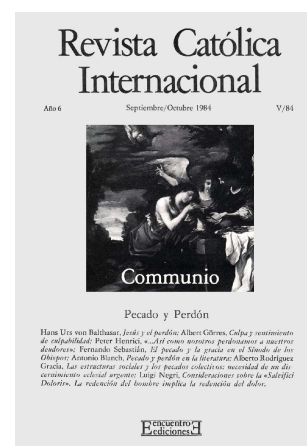 Revista Católica
Internacional
Año 6 Septiembre/Octubre 1984 V/84
Communio
Pecado y Perdón
Hans Urs von Balthasar, Jesús y el perdón; Albert Görres, Culpa y sentimiento
de culpabilidad; Peter Henrici, «...Así como nosotros perdonamos a nuestros
deudores»; Fernando Sebastián, El pecado y la gracia en el Sínodo de los
Obispos; Antonio Blanch, Pecado y perdón en la literatura; Alberto Rodríguez
Gracia, Las estructuras sociales y los pecados colectivos: necesidad de un dis-
cernimiento eclesial urgente; Luigi Negri, Consideraciones sobre la «Salvifici
Doloris». La redención del hombre implica la redención del dolor.
Encuentro
Ediciones